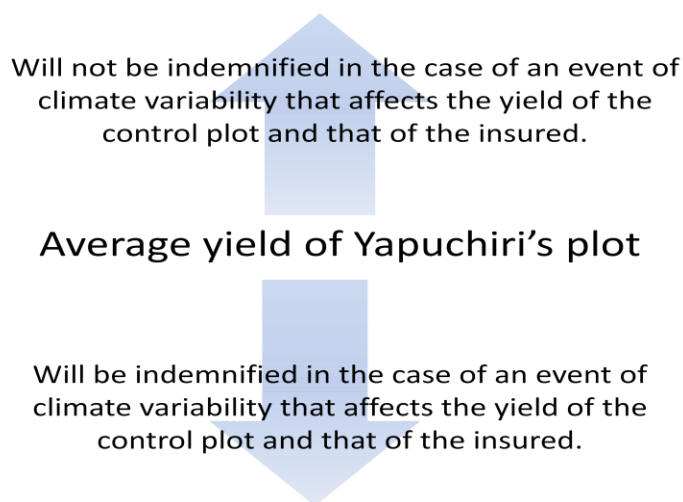 Will not be indemnified in the case of an event of
climate variability that affects the yield of the
control plot and that of the insured.
Average yield of Yapuchiri’s plot
Will be indemnified in the case of an event of
climate variability that affects the yield of the
control plot and that of the insured.